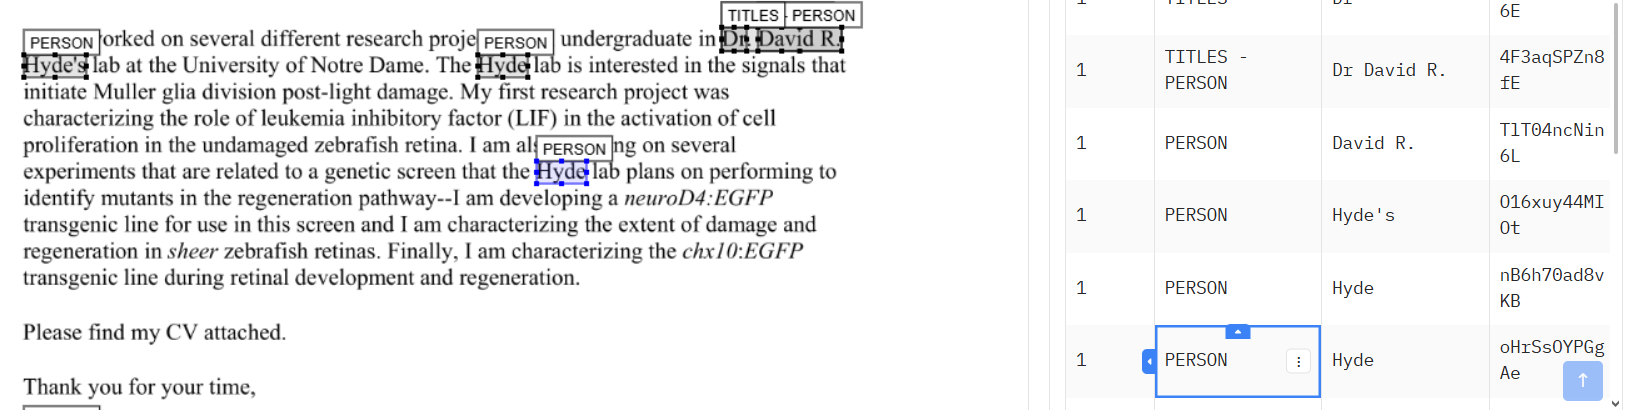 TITLES - PERSON
PERSON orked on several different research proje PERSON undergraduate in Dr. David R.
Hyde's lab at the University of Notre Dame. The Hyde lab is interested in the signals that
initiate Muller glia division post-light damage. My first research project was
characterizing the role of leukemia inhibitory factor (LIF) in the activation of cell
proliferation in the undamaged zebrafish retina. I am als PERSON ng on several
experiments that are related to a genetic screen that the Hyde lab plans on performing to
identify mutants in the regeneration pathway--I am developing a neuroD4:EGFP
transgenic line for use in this screen and I am characterizing the extent of damage and
regeneration in sheer zebrafish retinas. Finally, I am characterizing the chx10:EGFP
transgenic line during retinal development and regeneration.
Please find my CV attached.
Thank you for your time,
1 TITLES Dr 6E
1 TITLES - PERSON Dr David R. 4F3aqSPZn8fE
1 PERSON David R. TlT04ncNin6L
1 PERSON Hyde's O16xuy44MIOt
1 PERSON Hyde nB6h70ad8vKB
1 PERSON Hyde oHrSsOYPGgAe